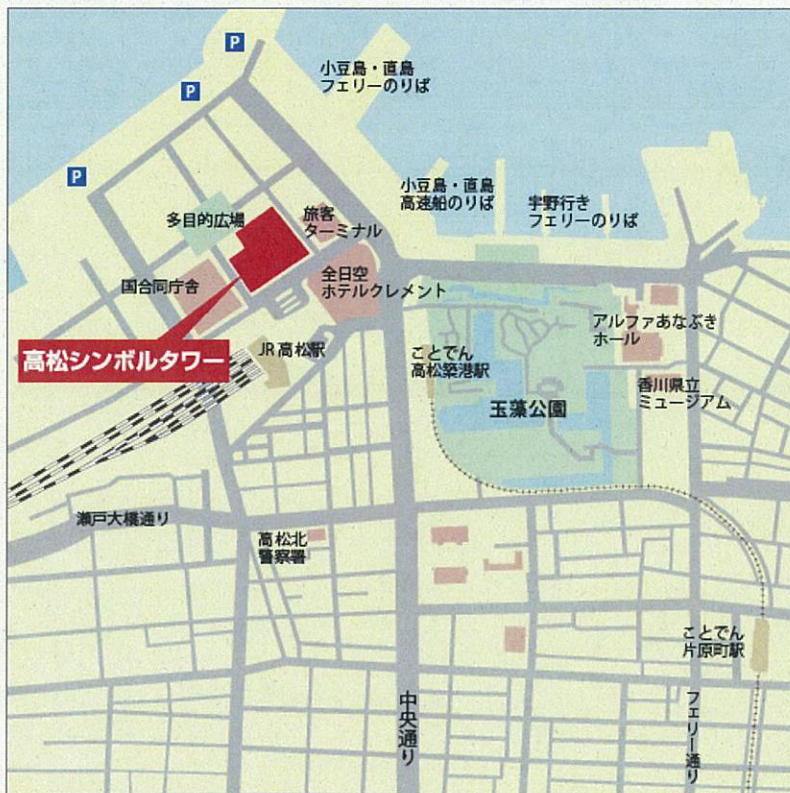 P
小豆島・直島
フェリーのりば
P
P
小豆島・直島
高速船のりば
宇野行き
フェリーのりば
多目的広場
旅客
ターミナル
国合同庁舎
全日空
ホテルクレメント
アルファあなぶき
ホール
高松シンボルタワー
JR高松駅
ことでん
高松築港駅
香川県立
ミュージアム
玉藻公園
瀬戸大橋通り
高松北
警察署
ことでん
片原町駅
中央通り
フェリー通り